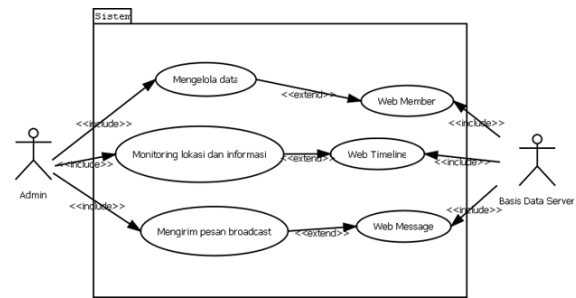 Sistem
Mengelola data
<<extend>>
Web Member
<<include>>
<<include>>
Monitoring lokasi dan informasi
<<extend>>
Web Timeline
<<include>>
<<include>>
Admin
Basis Data Server
<<include>>
Mengirim pesan broadcast
<<extend>>
Web Message
<<include>>